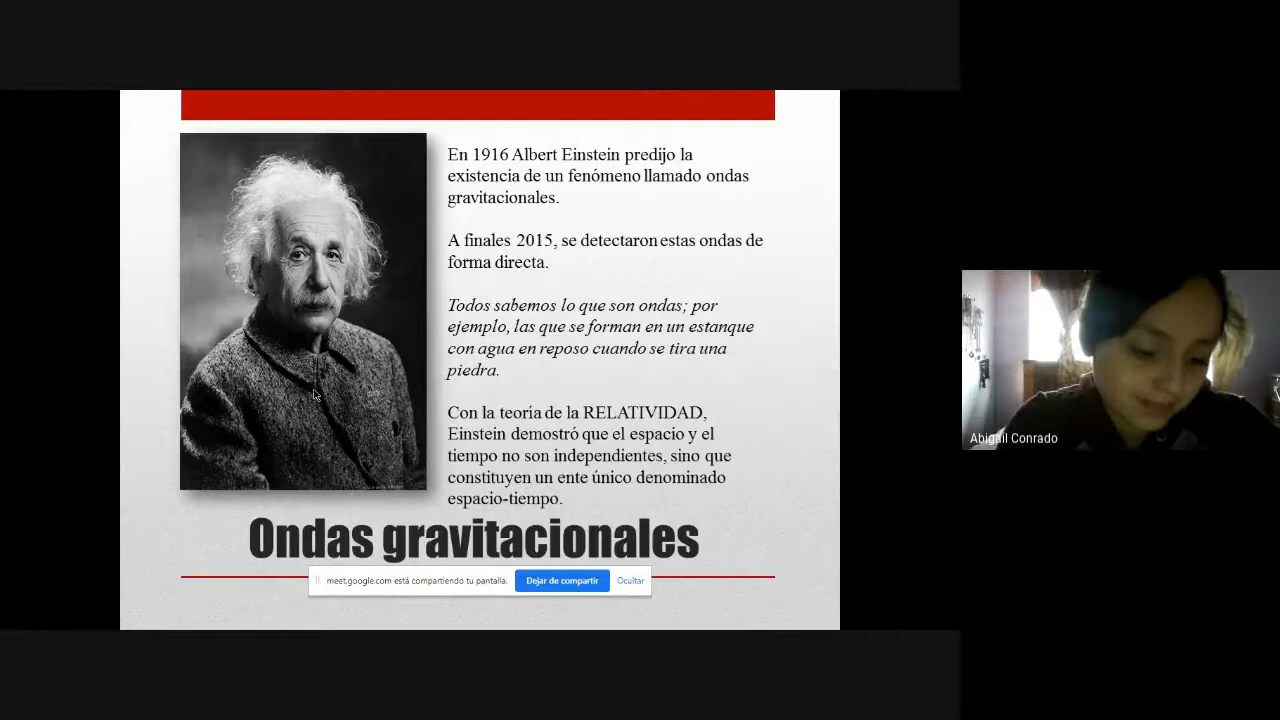 En 1916 Albert Einstein predijo la
existencia de un fenómeno llamado ondas
gravitacionales.
A finales 2015, se detectaron estas ondas de
forma directa.
Todos sabemos lo que son ondas; por
ejemplo, las que se forman en un estanque
con agua en reposo cuando se tira una
piedra.
Con la teoría de la RELATIVIDAD,
Einstein demostró que el espacio y el
tiempo no son independientes, sino que
constituyen un ente único denominado
espacio-tiempo.
Ondas gravitacionales
meet.google.com está compartiendo tu pantalla.
Dejar de compartir
Ocultar
Abigail Conrado